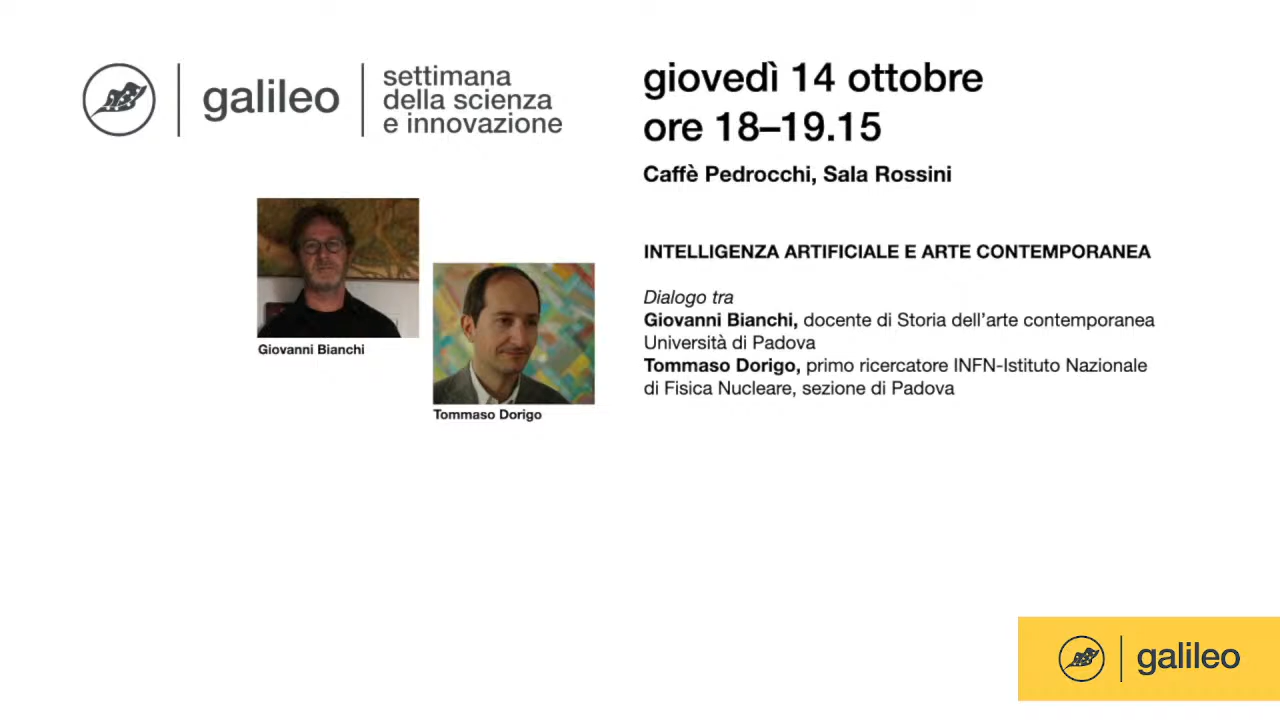 galileo
settimana
della scienza
e innovazione
giovedì 14 ottobre
ore 18–19.15
Caffè Pedrocchi, Sala Rossini
Giovanni Bianchi
Tommaso Dorigo
INTELLIGENZA ARTIFICIALE E ARTE CONTEMPORANEA
Dialogo tra
Giovanni Bianchi, docente di Storia dell'arte contemporanea
Università di Padova
Tommaso Dorigo, primo ricercatore INFN-Istituto Nazionale
di Fisica Nucleare, sezione di Padova
galileo